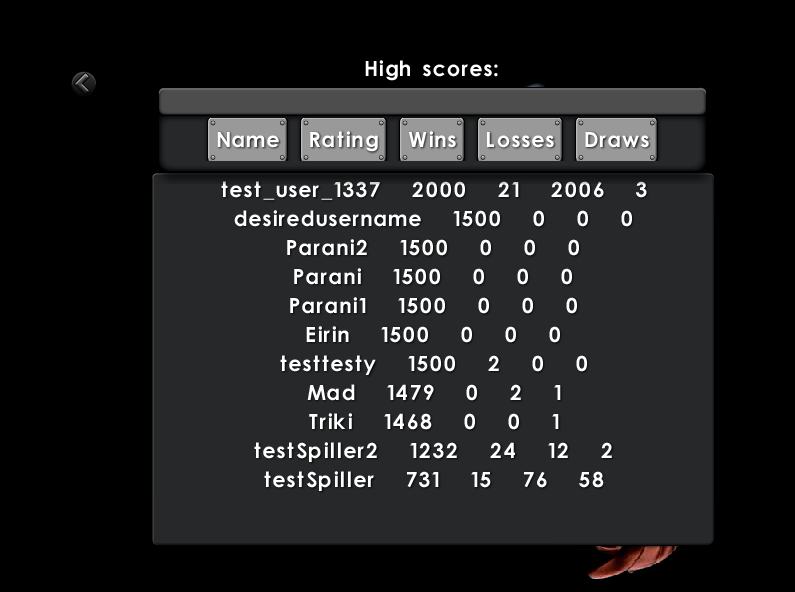 High scores:
Name Rating Wins Losses Draws
test_user_1337 2000 21 2006 3
desiredusername 1500 0 0 0
Parani2 1500 0 0 0
Parani 1500 0 0 0
Parani1 1500 0 0 0
Eirin 1500 0 0 0
testtesty 1500 2 0 0
Mad 1479 0 2 1
Triki 1468 0 0 1
testSpiller2 1232 24 12 2
testSpiller 731 15 76 58